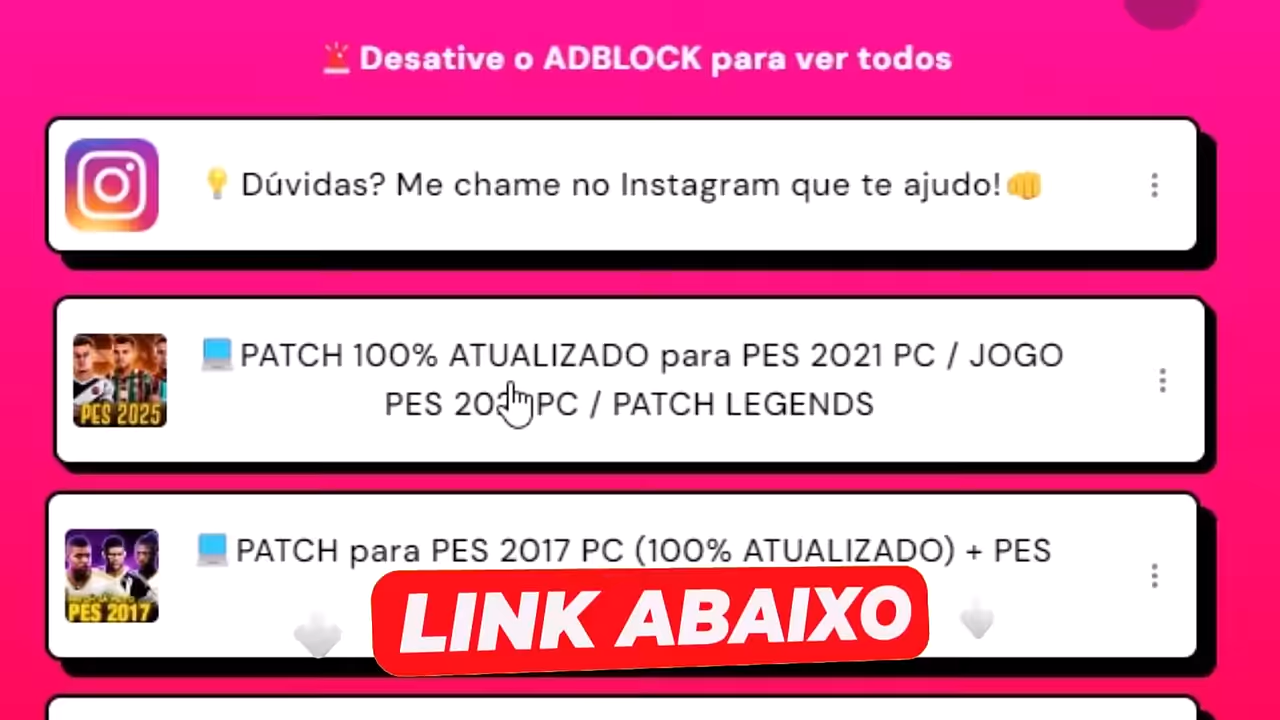 Desative o ADBLOCK para ver todos
Dúvidas? Me chame no Instagram que te ajudo!
PATCH 100% ATUALIZADO para PES 2021 PC / JOGO
PES PC / PATCH LEGENDS
PES 2025
PATCH para PES 2017 PC (100% ATUALIZADO) + PES
PES 2017
LINK ABAIXO